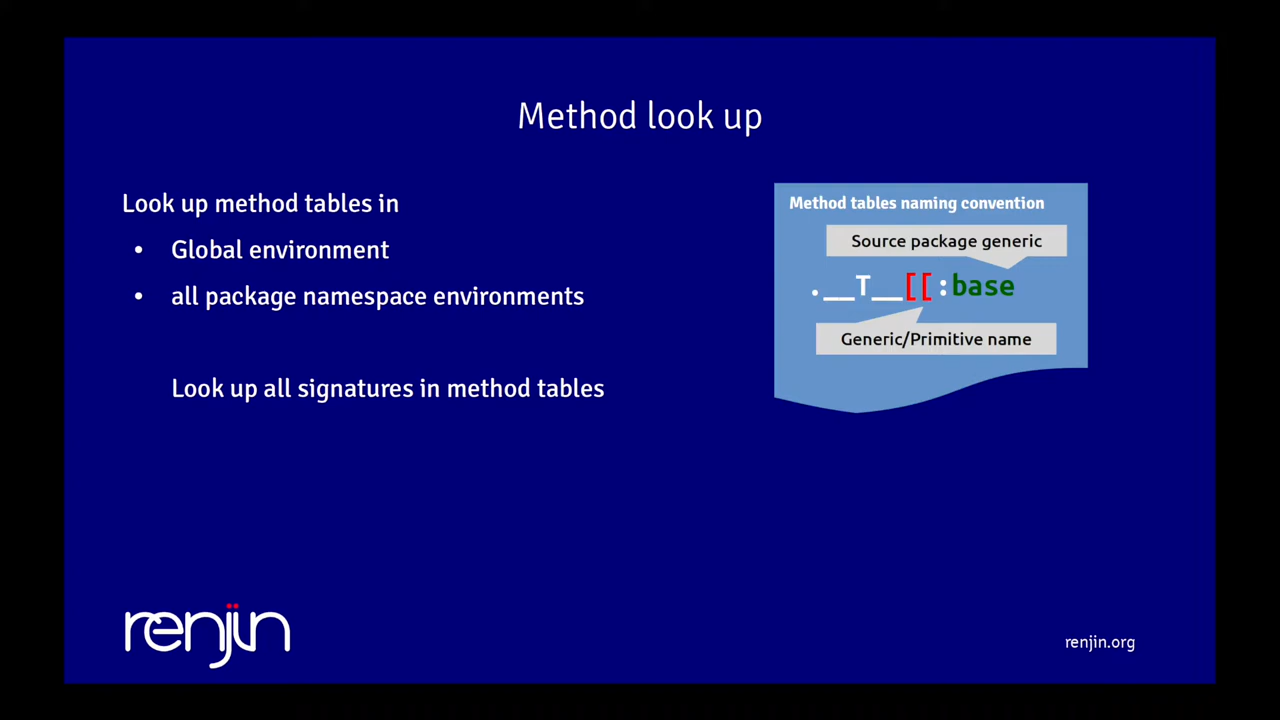 Method look up
Look up method tables in
• Global environment
• all package namespace environments
Look up all signatures in method tables
Method tables naming convention
Source package generic
.__T__[[:base
Generic/Primitive name
renjin
renjin.org